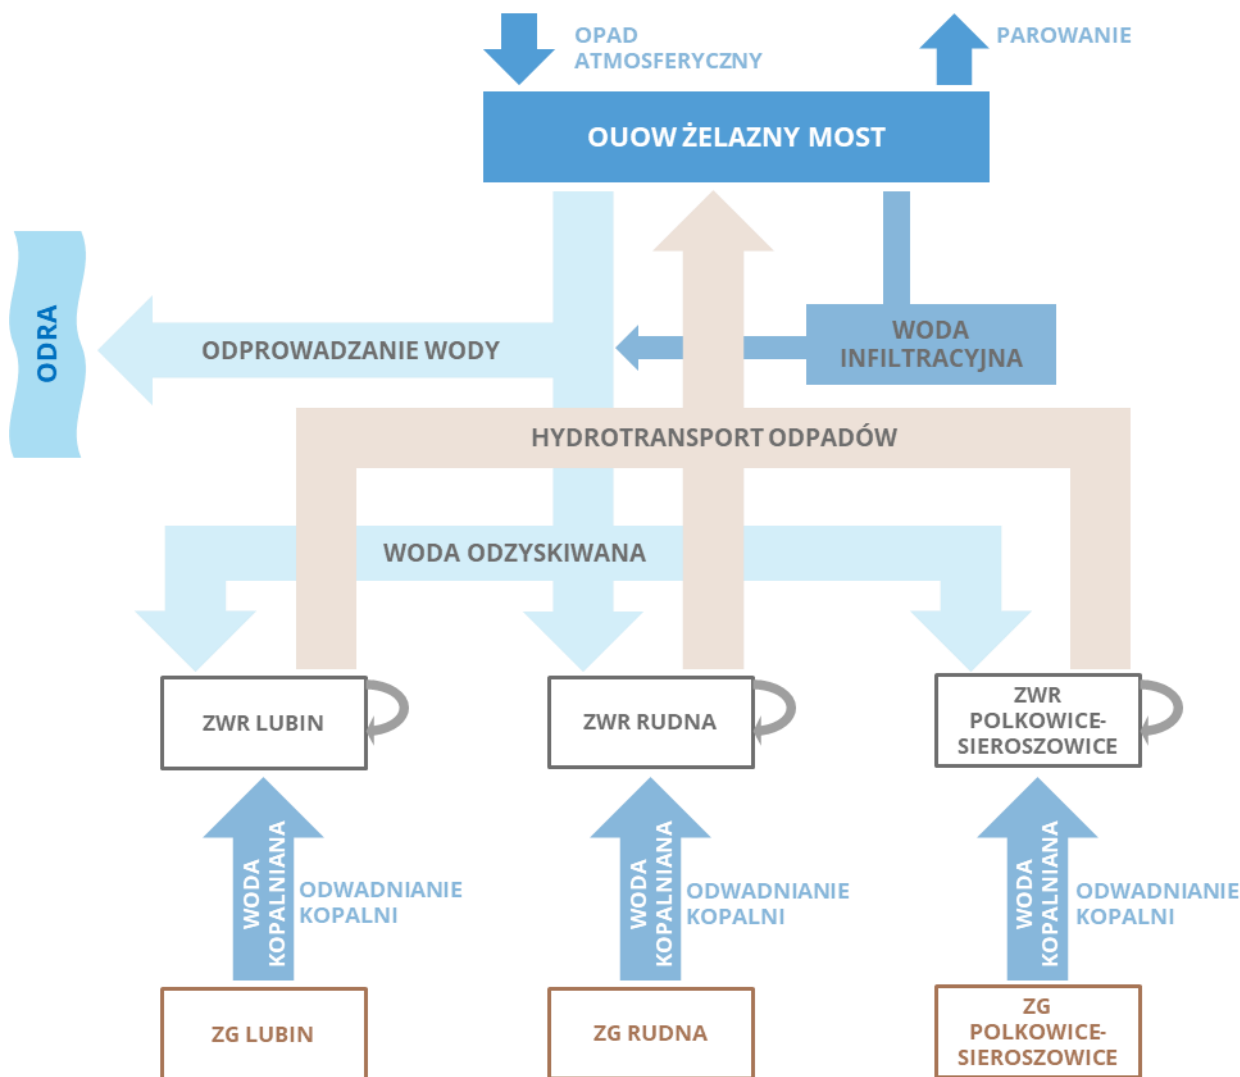 OPAD
ATMOSFERYCZNY
PAROWANIE
OUOW ŻELAZNY MOST
ODRA
ODPROWADZANIE WODY
WODA
INFILTRACYJNA
HYDROTRANSPORT ODPADÓW
WODA ODZYSKIWANA
ZWR LUBIN
ZWR RUDNA
ZWR
POLKOWICE-
SIEROSZOWICE
WODA
KOPALNIANA
ODWADNIANIE
KOPALNI
WODA
KOPALNIANA
ODWADNIANIE
KOPALNI
WODA
KOPALNIANA
ODWADNIANIE
KOPALNI
ZG LUBIN
ZG RUDNA
ZG
POLKOWICE-
SIEROSZOWICE